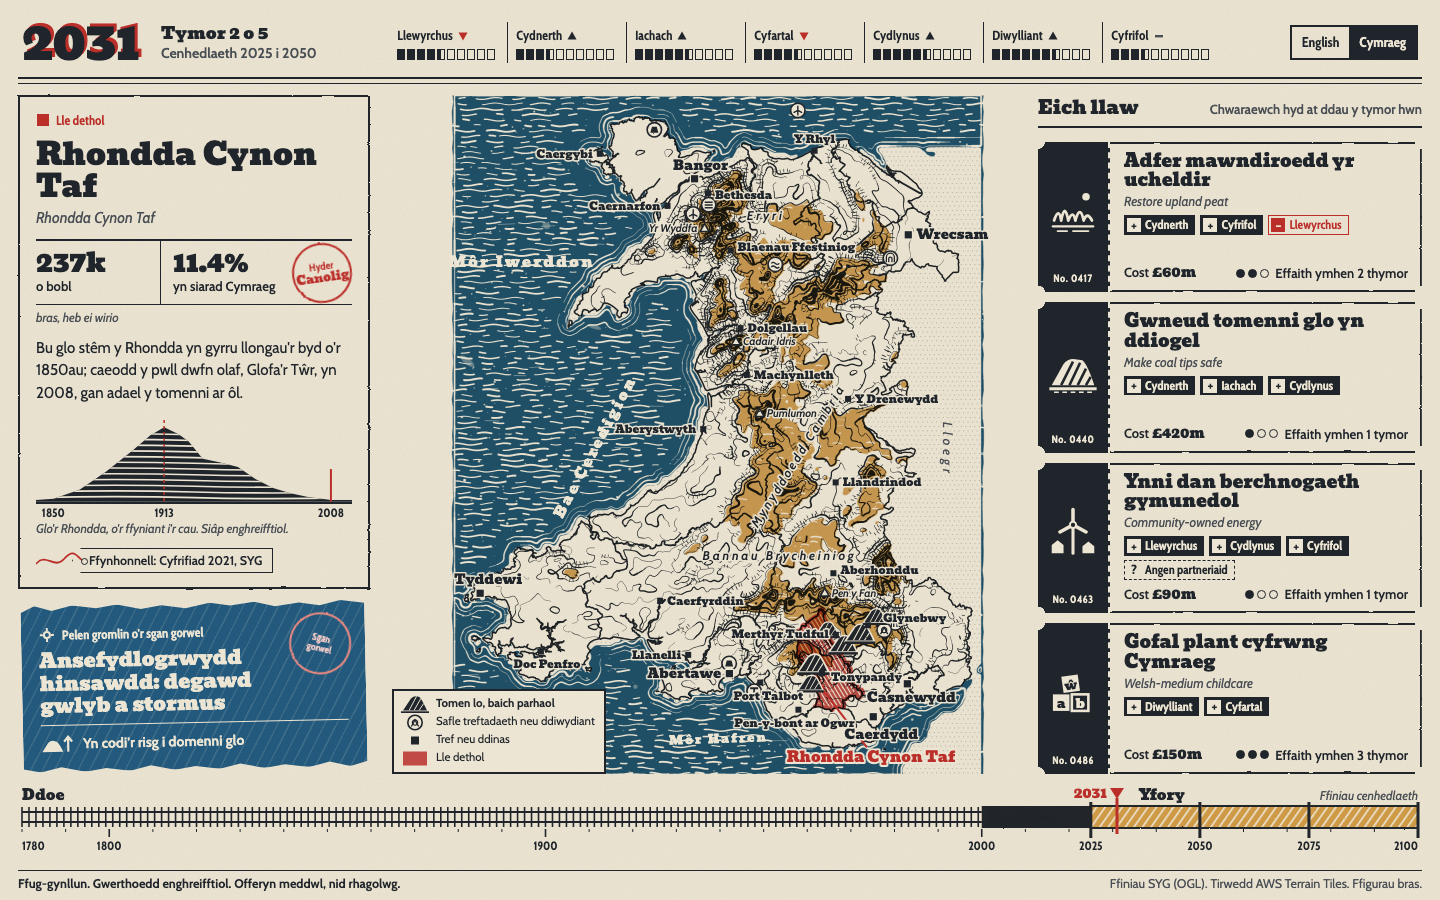 2031
Tymor 2 o 5
Cenhedlaeth 2025 i 2050
Llewyrchus ▼
Cydnerth ▲
Iachach ▲
Cyfartal ▼
Cydlynus ▲
Diwylliant ▲
Cyfrifol –
English
Cymraeg
Lle dethol
Rhondda Cynon
Taf
Rhondda Cynon Taf
237k
o bobl
11.4%
yn siarad Cymraeg
Hyder
Canolig
bras, heb ei wirio
Bu glo stêm y Rhondda yn gyrru llongau'r byd o'r
1850au; caeodd y pwll dwfn olaf, Glofa'r Tŵr, yn
2008, gan adael y tomenni ar ôl.
1850
1913
2008
Glo'r Rhondda, o'r ffyniant i'r cau. Siâp enghreifftiol.
Ffynhonnell: Cyfrifiad 2021, SYG
Pelen gromlin o'r sgan gorwel
Sgan
gorwel
Ansefydlogrwydd
hinsawdd: degawd
gwlyb a stormus
Yn codi'r risg i domenni glo
Y Rhyl
Caergybi
Bangor
Bethesda
Caernarfon
Eryri
Yr Wyddfa
Wrecsam
Blaenau Ffestiniog
Môr Iwerddon
Dolgellau
Cadair Idris
Machynlleth
Y Drenewydd
Pumlumon
Aberystwyth
Bae Ceredigion
Mynyddoedd Cambria
Lloegr
Llandrindod
Bannau Brycheiniog
Aberhonddu
Tyddewi
Pen y Fan
Caerfyrddin
Glynebwy
Merthyr Tudful
Llanelli
Doc Penfro
Abertawe
Tonypandy
Port Talbot
Casnewydd
Pen-y-bont ar Ogwr
Caerdydd
Môr Hafren
Rhondda Cynon Taf
Tomen lo, baich parhaol
Safle treftadaeth neu ddiwydiant
Tref neu ddinas
Lle dethol
Eich llaw
Chwaraewch hyd at ddau y tymor hwn
Adfer mawndiroedd yr
ucheldir
Restore upland peat
+ Cydnerth
+ Cyfrifol
– Llewyrchus
No. 0417
Cost £60m
Effaith ymhen 2 thymor
Gwneud tomenni glo yn
ddiogel
Make coal tips safe
+ Cydnerth
+ Iachach
+ Cydlynus
No. 0440
Cost £420m
Effaith ymhen 1 tymor
Ynni dan berchnogaeth
gymunedol
Community-owned energy
+ Llewyrchus
+ Cydlynus
+ Cyfrifol
? Angen partneriaid
No. 0463
Cost £90m
Effaith ymhen 1 tymor
Gofal plant cyfrwng
Cymraeg
Welsh-medium childcare
+ Diwylliant
+ Cyfartal
ŵ
a b
No. 0486
Cost £150m
Effaith ymhen 3 thymor
Ddoe
2031
Yfory
Ffiniau cenhedlaeth
1780
1800
1900
2000
2025
2050
2075
2100
Ffug-gynllun. Gwerthoedd enghreifftiol. Offeryn meddwl, nid rhagolwg.
Ffiniau SYG (OGL). Tirwedd AWS Terrain Tiles. Ffigurau bras.